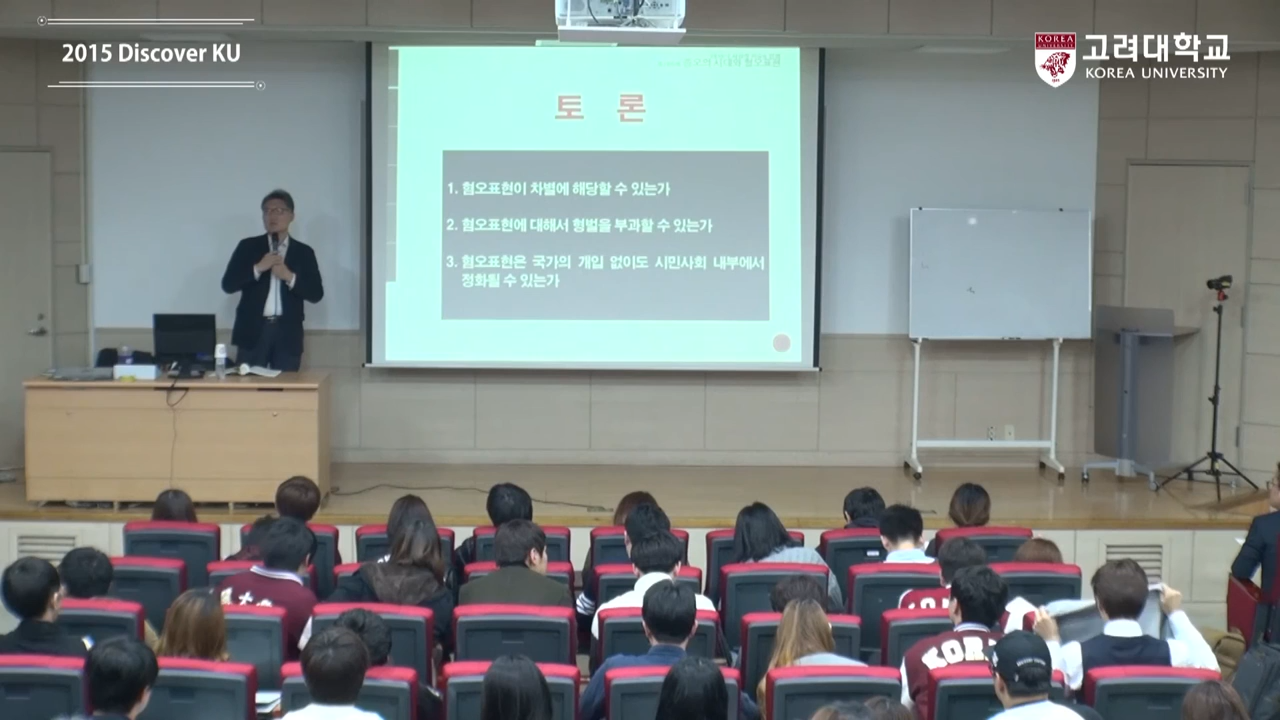 2015 Discover KU
KOREA
UNIVERSITY
고려대학교
KOREA UNIVERSITY
토 론
1. 혐오표현이 차별에 해당할 수 있는가
2. 혐오표현에 대해서 형벌을 부과할 수 있는가
3. 혐오표현은 국가의 개입 없이도 시민사회 내부에서
정화될 수 있는가
KOREA